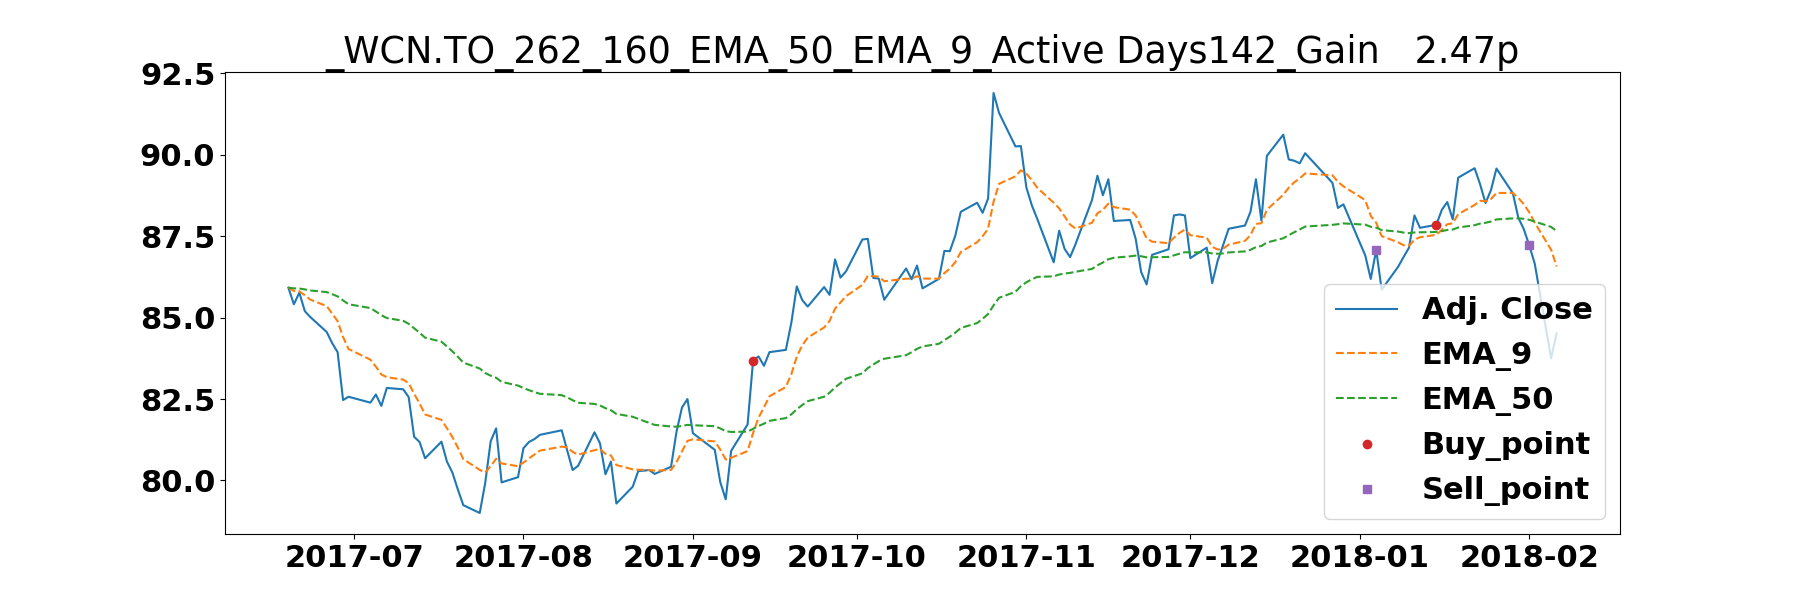 _WCN.TO_262_160_EMA_50_EMA_9_Active Days142_Gain   2.47p
92.5
90.0
87.5
85.0
82.5
80.0
Adj. Close
EMA_9
EMA_50
Buy_point
Sell_point
2017-07 2017-08 2017-09 2017-10 2017-11 2017-12 2018-01 2018-02